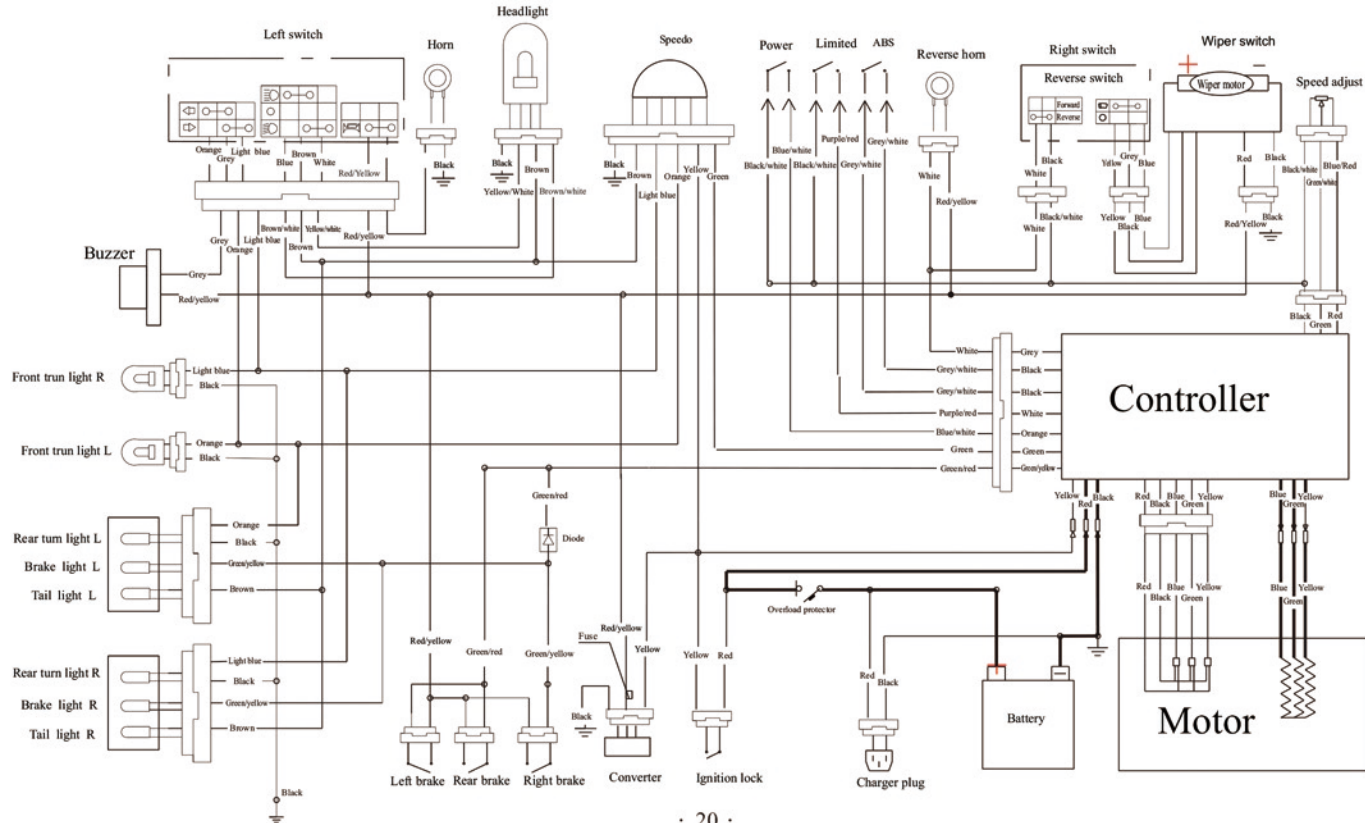 Headlight
Left switch
Horn
Speedo
Power
Limited
ABS
Reverse horn
Right switch
Reverse switch
Wiper switch
+
−
Wiper motor
Speed adjust
Forward
Reverse
Orange
Grey
Light blue
Blue
Brown
White
Red/Yellow
Black
Black
Yellow/White
Brown
Brown/white
Black
Brown
Light blue
Orange
Yellow
Green
Black/white
Blue/white
Black/white
Purple/red
Grey/white
Grey/white
White
Red/yellow
Black
White
Black/white
White
Yellow
Grey
Blue
Yellow
Blue
Black
Red
Black
Red/Yellow
Black
Black/white
Green/white
Blue/Red
Grey
Orange
Light blue
Brown/white
Brown
Yellow/white
Red/yellow
Buzzer
Grey
Red/yellow
Black
Green
Red
Front trun light R
Light blue
Black
White
Grey/white
Grey/white
Purple/red
Blue/white
Green
Green/red
Grey
Black
Black
White
Orange
Green
Green/yellow
Controller
Front trun light L
Orange
Black
Green/red
Diode
Yellow
Red
Black
Red
Black
Blue
Green
Yellow
Blue
Green
Yellow
Rear turn light L
Brake light L
Tail light L
Orange
Black
Green/yellow
Brown
Red
Black
Blue
Green
Yellow
Blue
Green
Yellow
Overload protector
Rear turn light R
Brake light R
Tail light R
Light blue
Black
Green/yellow
Brown
Red/yellow
Green/red
Green/yellow
Fuse
Red/yellow
Yellow
Yellow
Red
Red
Black
Black
+
−
Battery
Motor
Left brake
Rear brake
Right brake
Converter
Ignition lock
Charger plug
Black
· 20 ·